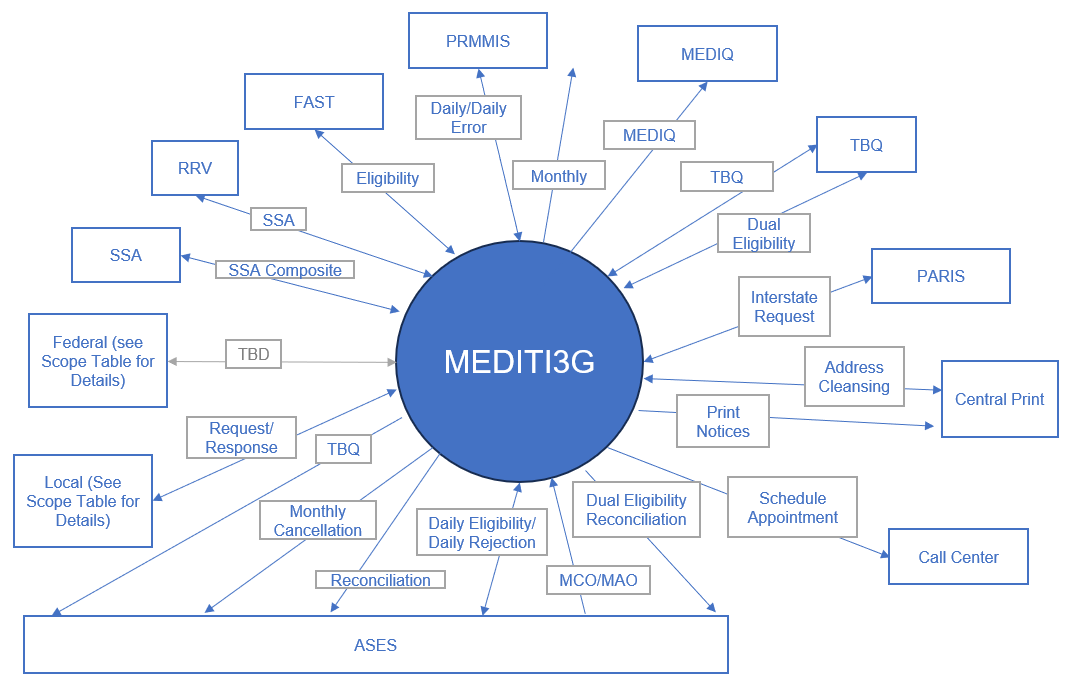 PRMMIS
MEDIQ
FAST
Daily/Daily
Error
MEDIQ
TBQ
RRV
Eligibility
Monthly
TBQ
SSA
Dual
Eligibility
SSA
SSA Composite
PARIS
Interstate
Request
Federal (see
Scope Table for
Details)
TBD
MEDITI3G
Address
Cleansing
Central Print
Print
Notices
Request/
Response
TBQ
Local (See
Scope Table for
Details)
Monthly
Cancellation
Daily Eligibility/
Daily Rejection
Dual Eligibility
Reconciliation
Schedule
Appointment
Call Center
Reconciliation
MCO/MAO
ASES